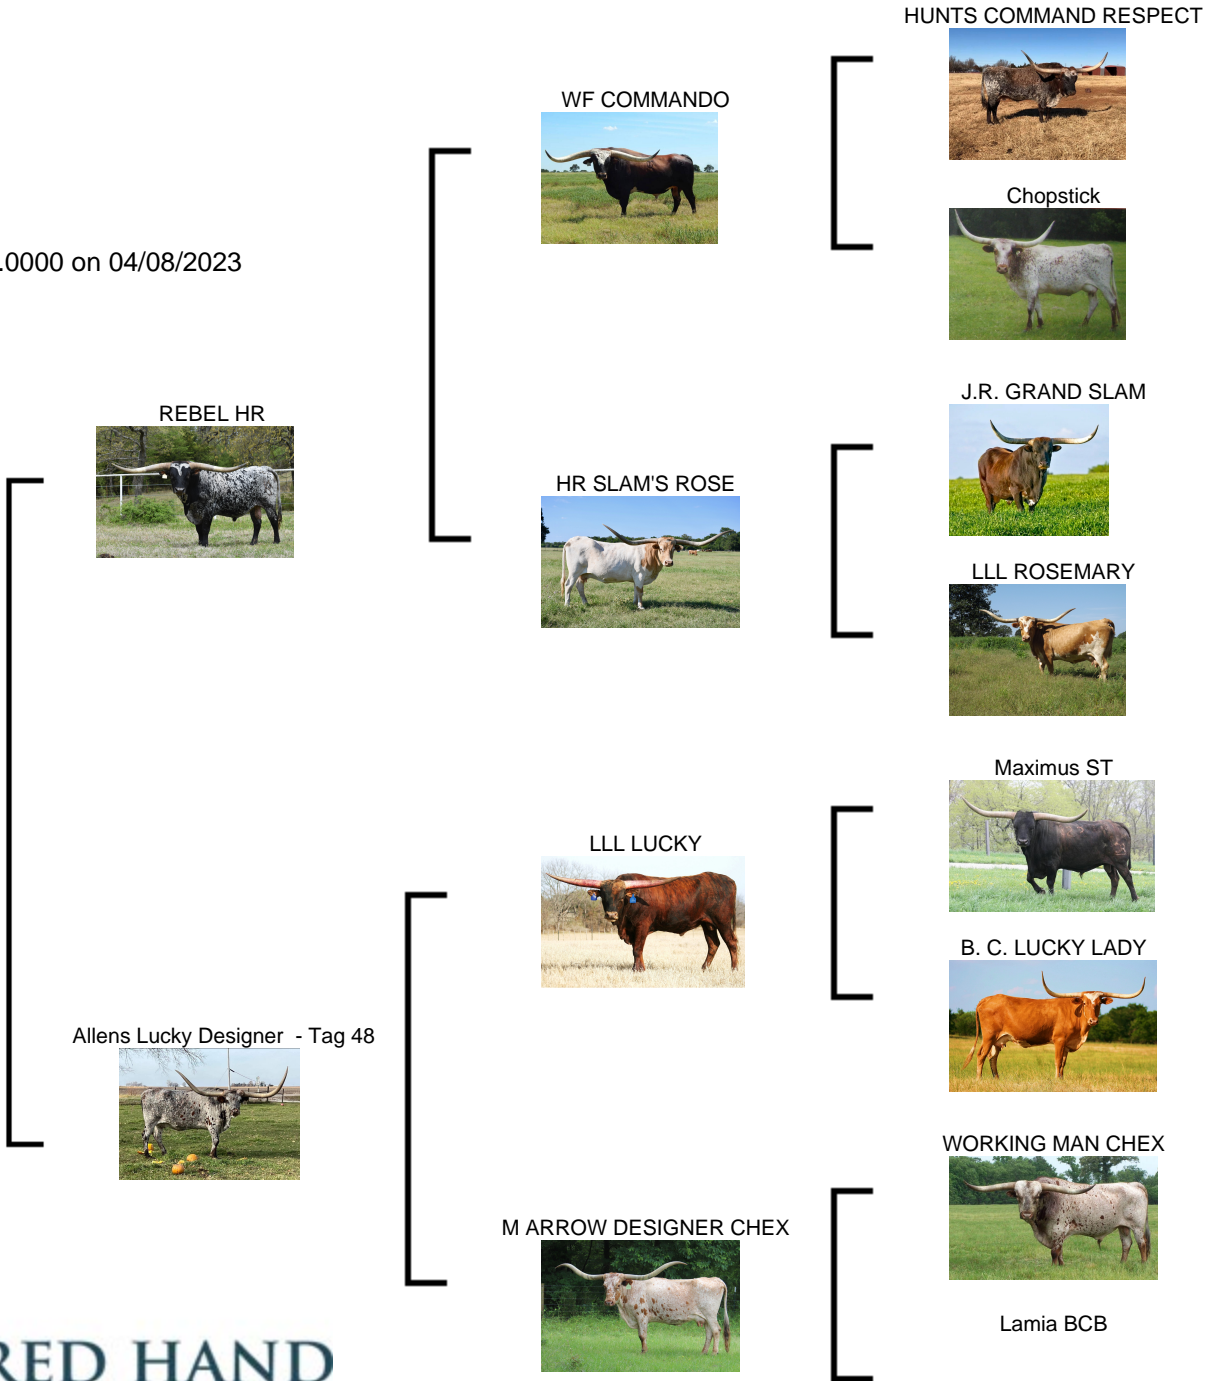 HUNTS COMMAND RESPECT
WF COMMANDO
Chopstick
.0000 on 04/08/2023
J.R. GRAND SLAM
REBEL HR
HR SLAM'S ROSE
LLL ROSEMARY
Maximus ST
LLL LUCKY
B. C. LUCKY LADY
Allens Lucky Designer - Tag 48
WORKING MAN CHEX
M ARROW DESIGNER CHEX
Lamia BCB
RED HAND